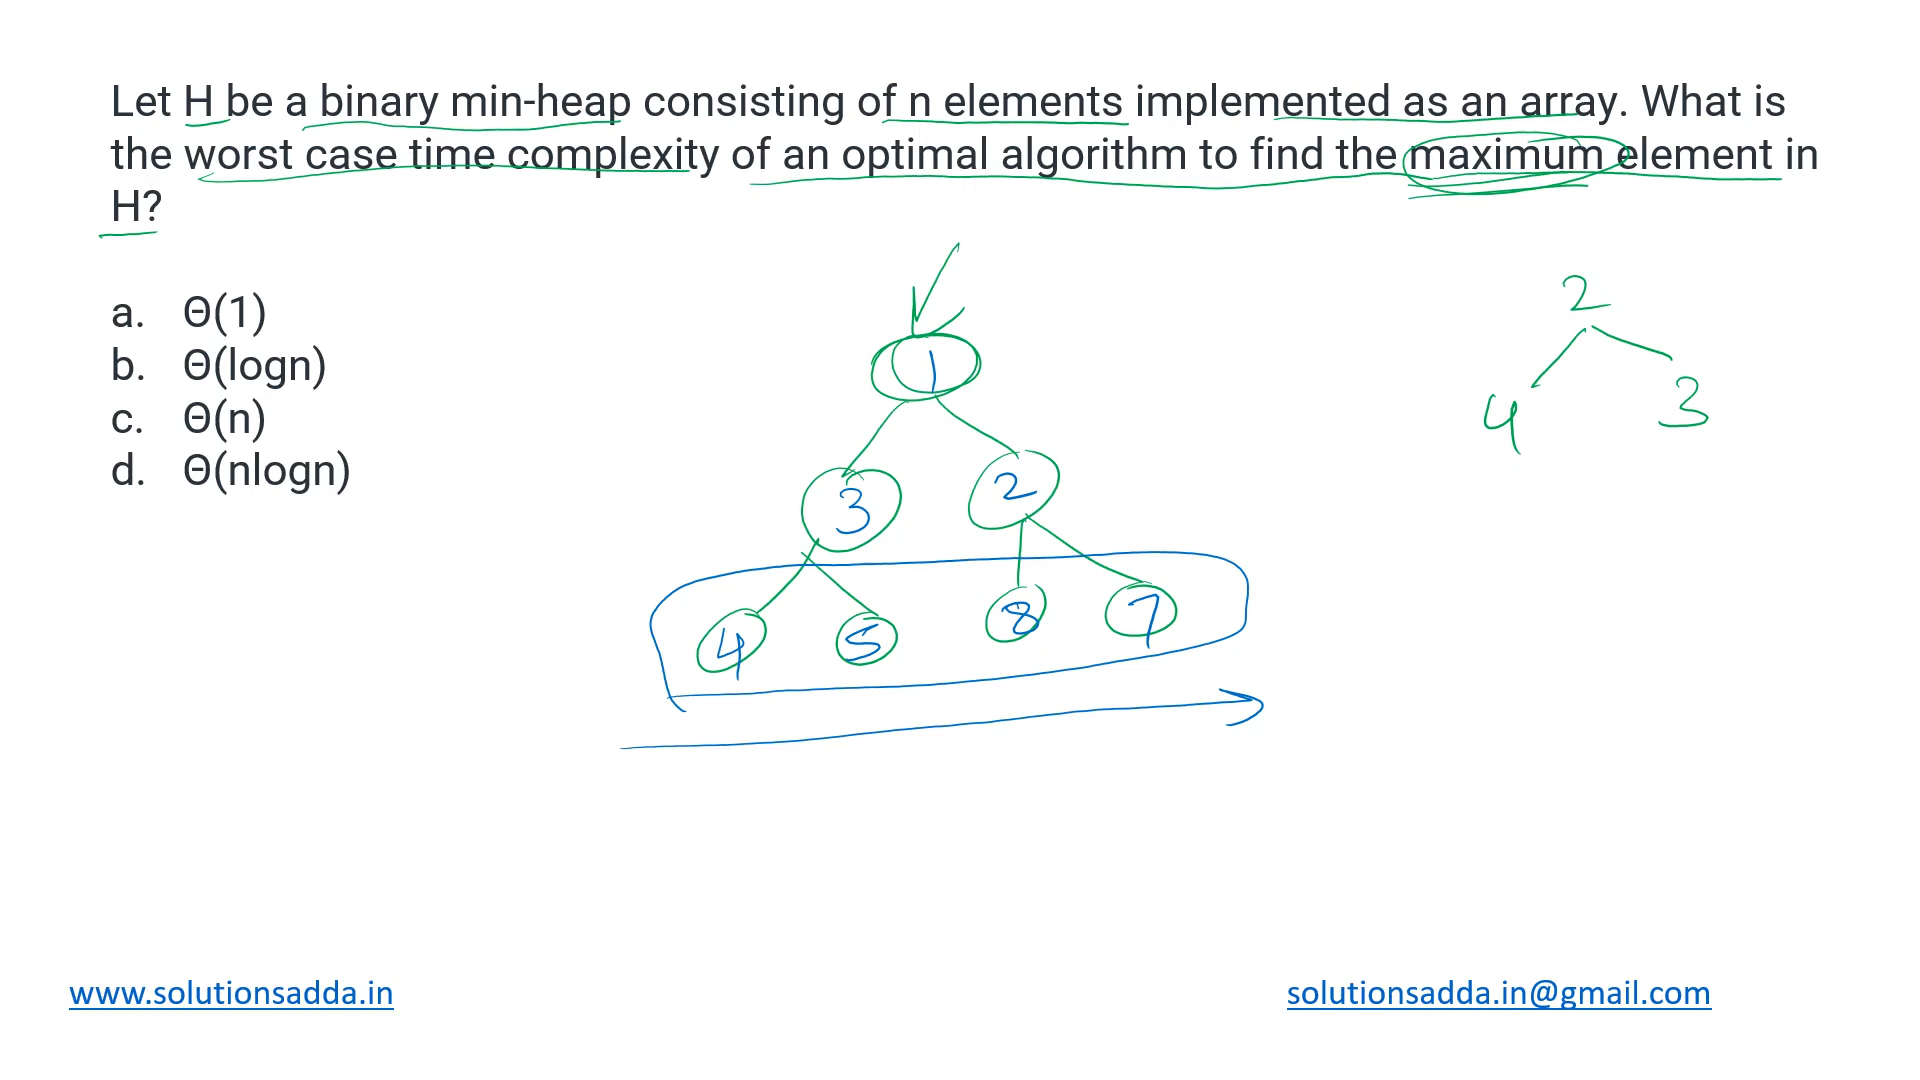 Let H be a binary min-heap consisting of n elements implemented as an array. What is
the worst case time complexity of an optimal algorithm to find the maximum element in
H?
a. Θ(1)
b. Θ(logn)
c. Θ(n)
d. Θ(nlogn)
1
3 2
4 5 8 7
2
4 3
www.solutionsadda.in
solutionsadda.in@gmail.com